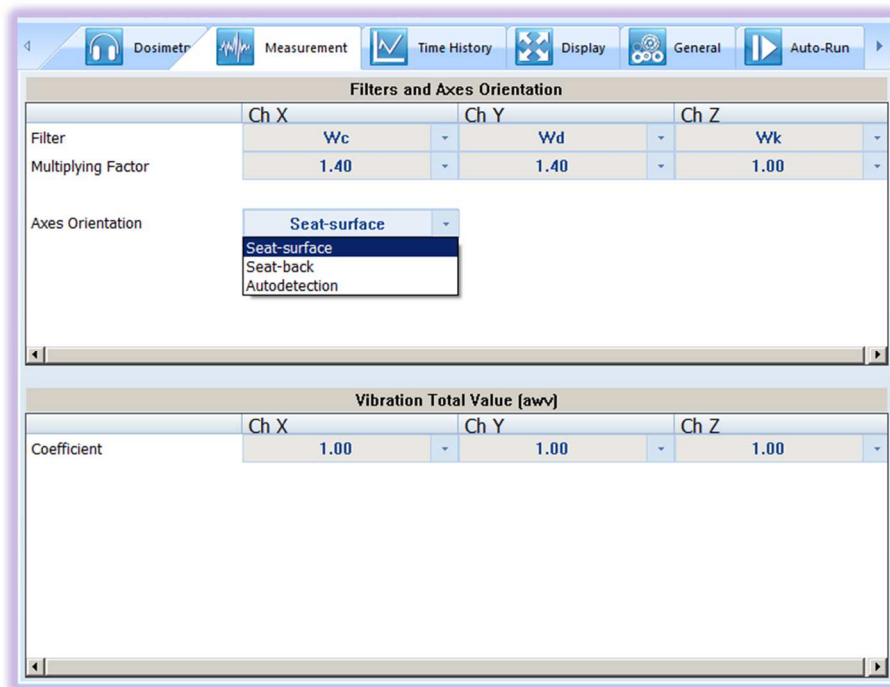 Dosimetr Measurement Time History Display General Auto-Run
Filters and Axes Orientation
Ch X Ch Y Ch Z
Filter Wc Wd Wk
Multiplying Factor 1.40 1.40 1.00
Axes Orientation Seat-surface
Seat-surface
Seat-back
Autodetection
Vibration Total Value (awv)
Ch X Ch Y Ch Z
Coefficient 1.00 1.00 1.00